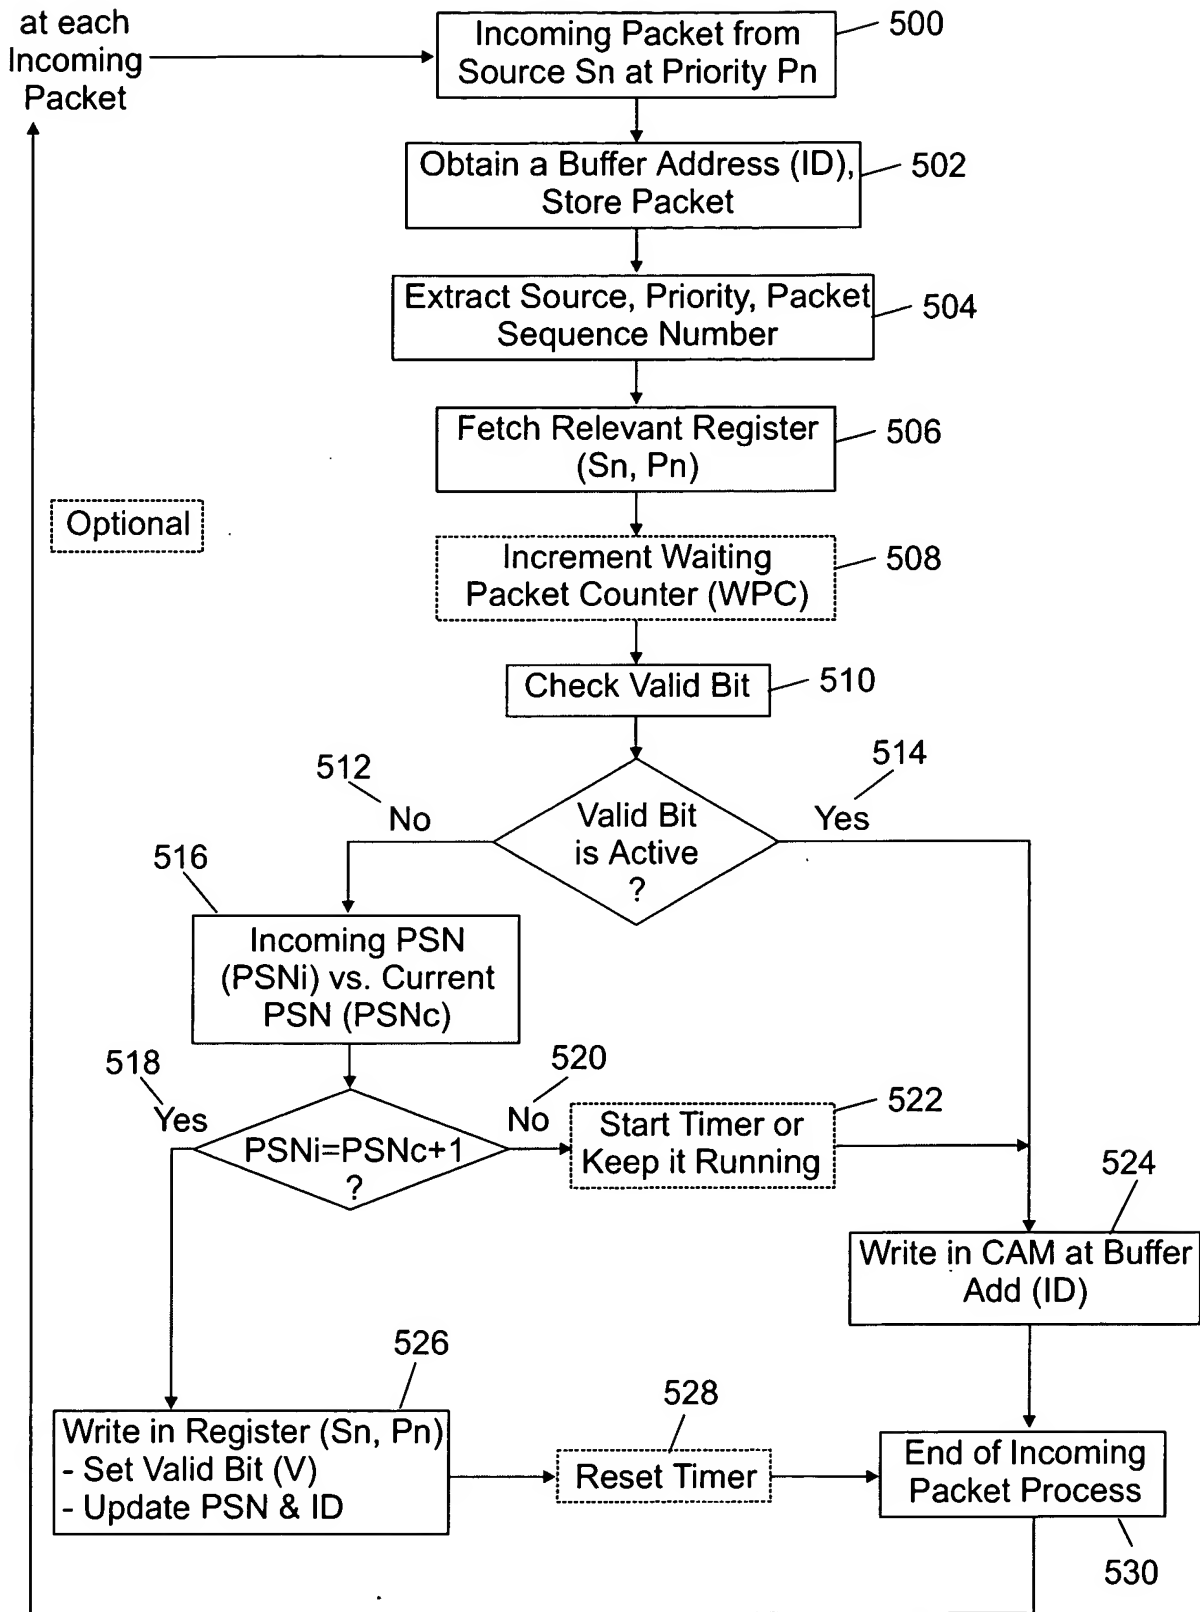 at each
Incoming
Packet
Incoming Packet from
Source Sn at Priority Pn
500
Obtain a Buffer Address (ID),
Store Packet
502
Extract Source, Priority, Packet
Sequence Number
504
Fetch Relevant Register
(Sn, Pn)
506
Optional
Increment Waiting
Packet Counter (WPC)
508
Check Valid Bit
510
512
514
No
Valid Bit
is Active
?
Yes
516
Incoming PSN
(PSNi) vs. Current
PSN (PSNc)
518
520
Yes
PSNi=PSNc+1
?
No
Start Timer or
Keep it Running
522
524
Write in CAM at Buffer
Add (ID)
526
Write in Register (Sn, Pn)
- Set Valid Bit (V)
- Update PSN & ID
528
Reset Timer
End of Incoming
Packet Process
530